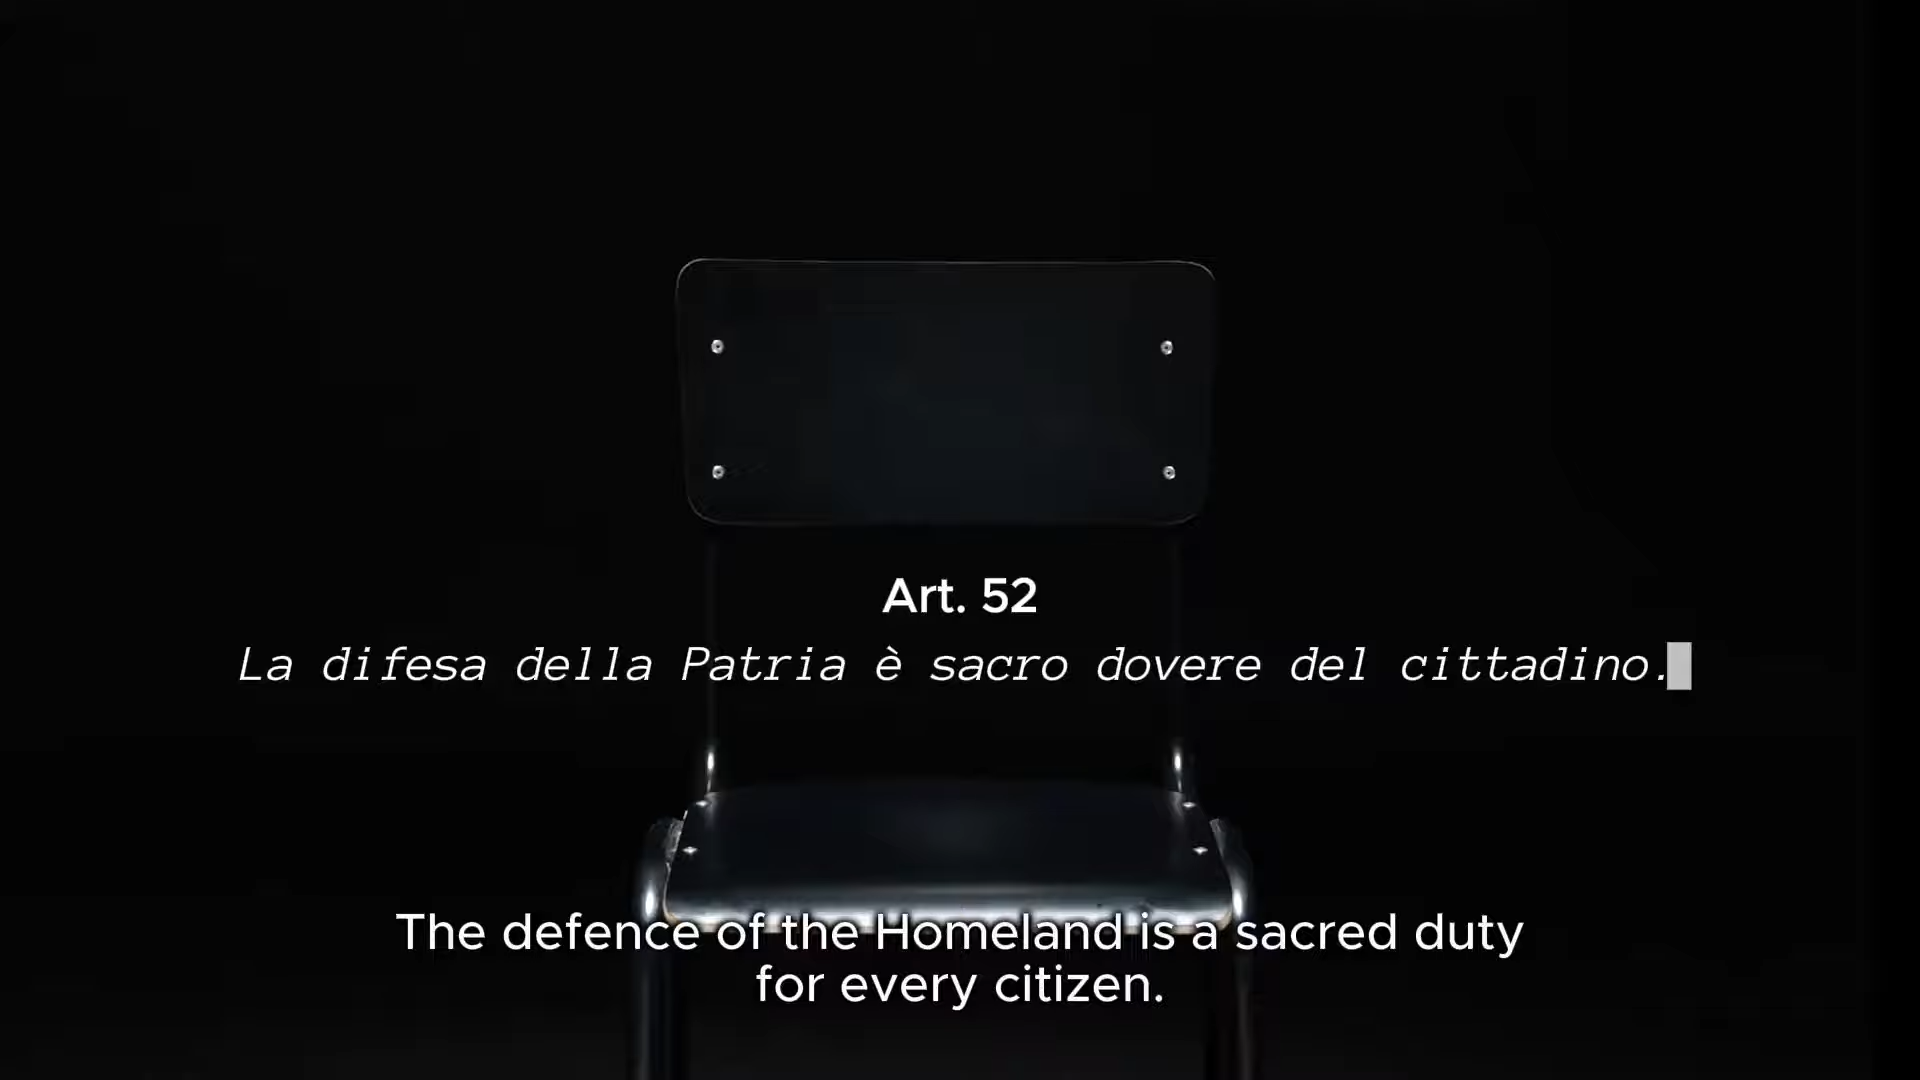 Art. 52
La difesa della Patria è sacro dovere del cittadino.
The defence of the Homeland is a sacred duty
for every citizen.